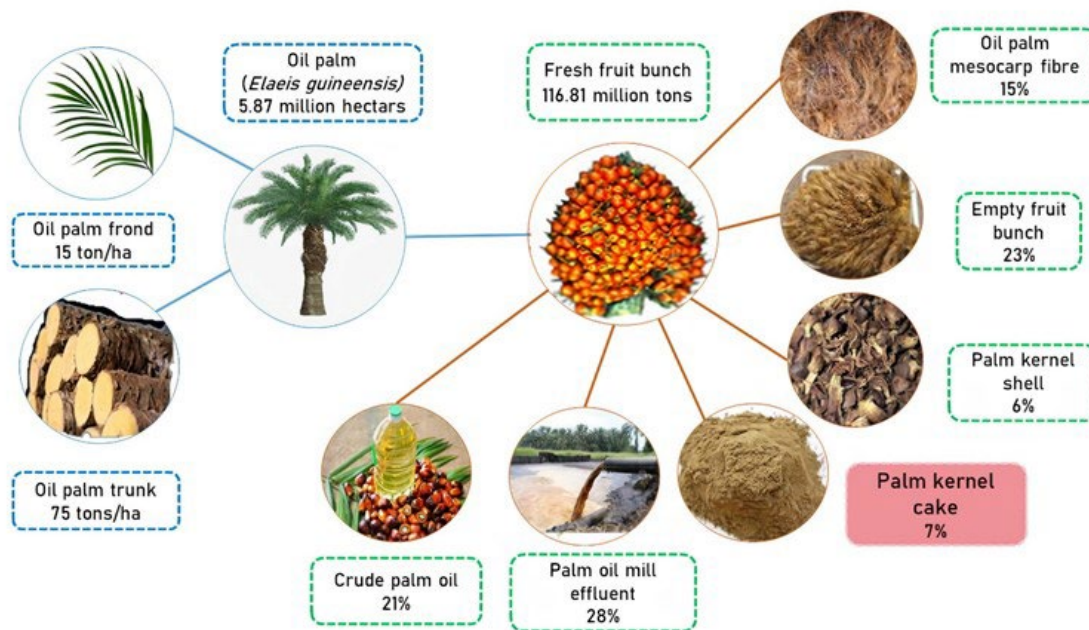 Oil palm
(Elaeis guineensis)
5.87 million hectars
Fresh fruit bunch
116.81 million tons
Oil palm
mesocarp fibre
15%
Oil palm frond
15 ton/ha
Empty fruit
bunch
23%
Palm kernel
shell
6%
Oil palm trunk
75 tons/ha
Palm kernel
cake
7%
Crude palm oil
21%
Palm oil mill
effluent
28%